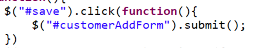 $("#save").click(function(){
$("#customerAddForm").submit();
})